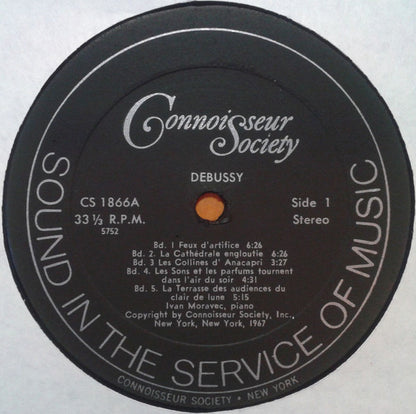 Connoisseur
Society
DEBUSSY
CS 1866A
33 ⅓ R.P.M.
5752
Side 1
Stereo
Bd. 1 Feux d'artifice 6:26
Bd. 2. La Cathédrale engloutie 6:26
Bd. 3 Les Collines d' Anacapri 3:27
Bd. 4. Les Sons et les parfums tournent
dans l'air du soir 4:31
Bd. 5. La Terrasse des audiences du
clair de lune 5:15
Ivan Moravec, piano
Copyright by Connoisseur Society, Inc.,
New York, New York, 1967
SOUND IN THE SERVICE OF MUSIC
CONNOISSEUR SOCIETY • NEW YORK